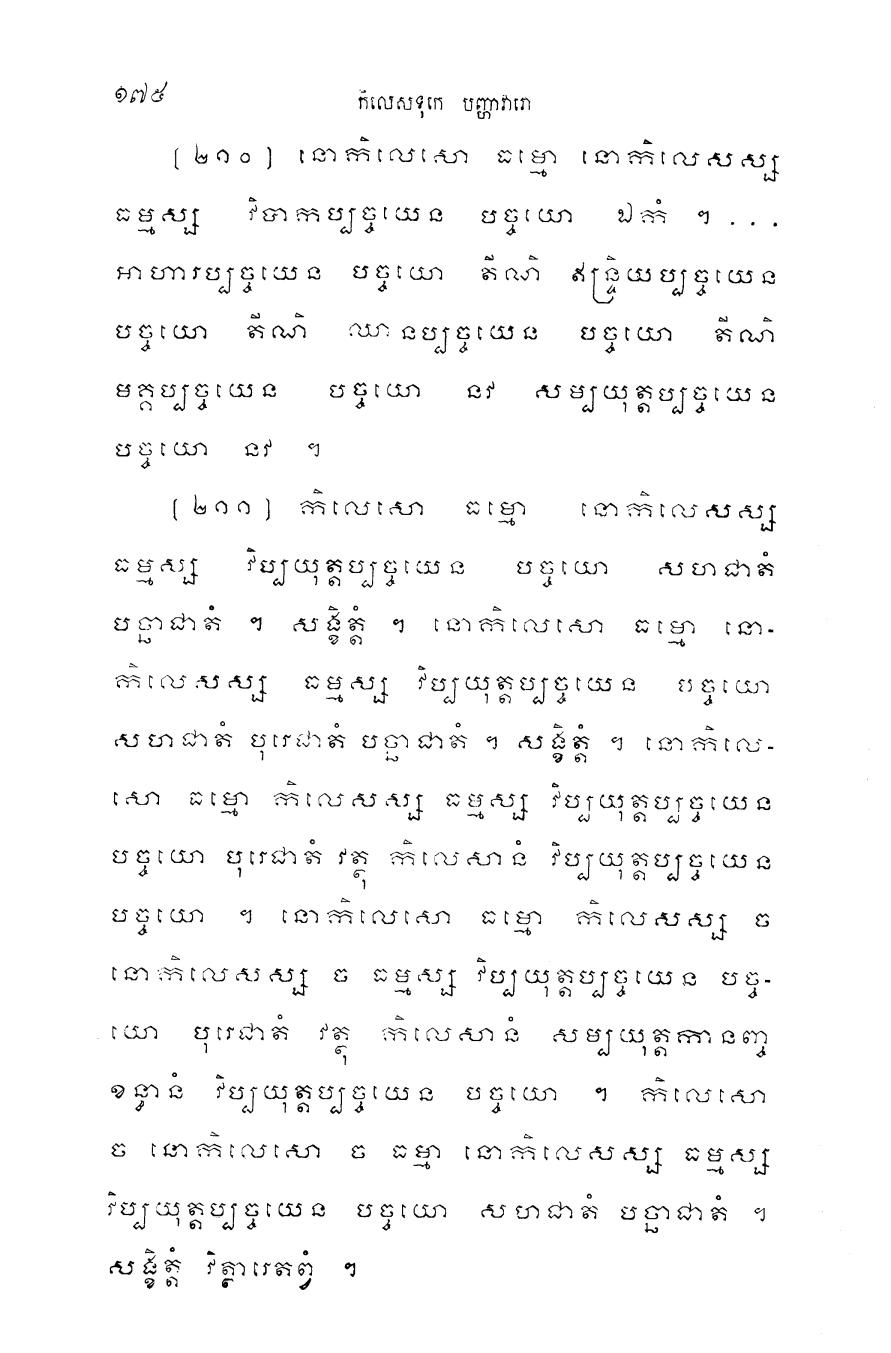 ១៧៥
កិលេសទុកេ បញ្ហាវារោ
[២១០] នោកិលេសោ ធម្មោ នោកិលេសស្ស
ធម្មស្ស វិបាកប្បច្ចយេន បច្ចយោ ឯកំ ៗ . . .
អាហារប្បច្ចយេន បច្ចយោ តីណិ ឥន្ទ្រិយប្បច្ចយេន
បច្ចយោ តីណិ ឈានប្បច្ចយេន បច្ចយោ តីណិ
មគ្គប្បច្ចយេន បច្ចយោ នវ សម្បយុត្តប្បច្ចយេន
បច្ចយោ នវ ៗ
[២១១] កិលេសោ ធម្មោ នោកិលេសស្ស
ធម្មស្ស វិប្បយុត្តប្បច្ចយេន បច្ចយោ សហជាតំ
បច្ឆាជាតំ ៗ សង្ខិត្តំ ៗ នោកិលេសោ ធម្មោ នោ-
កិលេសស្ស ធម្មស្ស វិប្បយុត្តប្បច្ចយេន បច្ចយោ
សហជាតំ បុរេជាតំ បច្ឆាជាតំ ៗ សង្ខិត្តំ ៗ នោកិលេ-
សោ ធម្មោ កិលេសស្ស ធម្មស្ស វិប្បយុត្តប្បច្ចយេន
បច្ចយោ បុរេជាតំ វត្ថុ កិលេសានំ វិប្បយុត្តប្បច្ចយេន
បច្ចយោ ៗ នោកិលេសោ ធម្មោ កិលេសស្ស ច
នោកិលេសស្ស ច ធម្មស្ស វិប្បយុត្តប្បច្ចយេន បច្ច-
យោ បុរេជាតំ វត្ថុ កិលេសានំ សម្បយុត្តកានញ្ច
ខន្ធានំ វិប្បយុត្តប្បច្ចយេន បច្ចយោ ៗ កិលេសោ
ច នោកិលេសោ ច ធម្មា នោកិលេសស្ស ធម្មស្ស
វិប្បយុត្តប្បច្ចយេន បច្ចយោ សហជាតំ បច្ឆាជាតំ ៗ
សង្ខិត្តំ វិត្ថារេតព្វំ ៗ